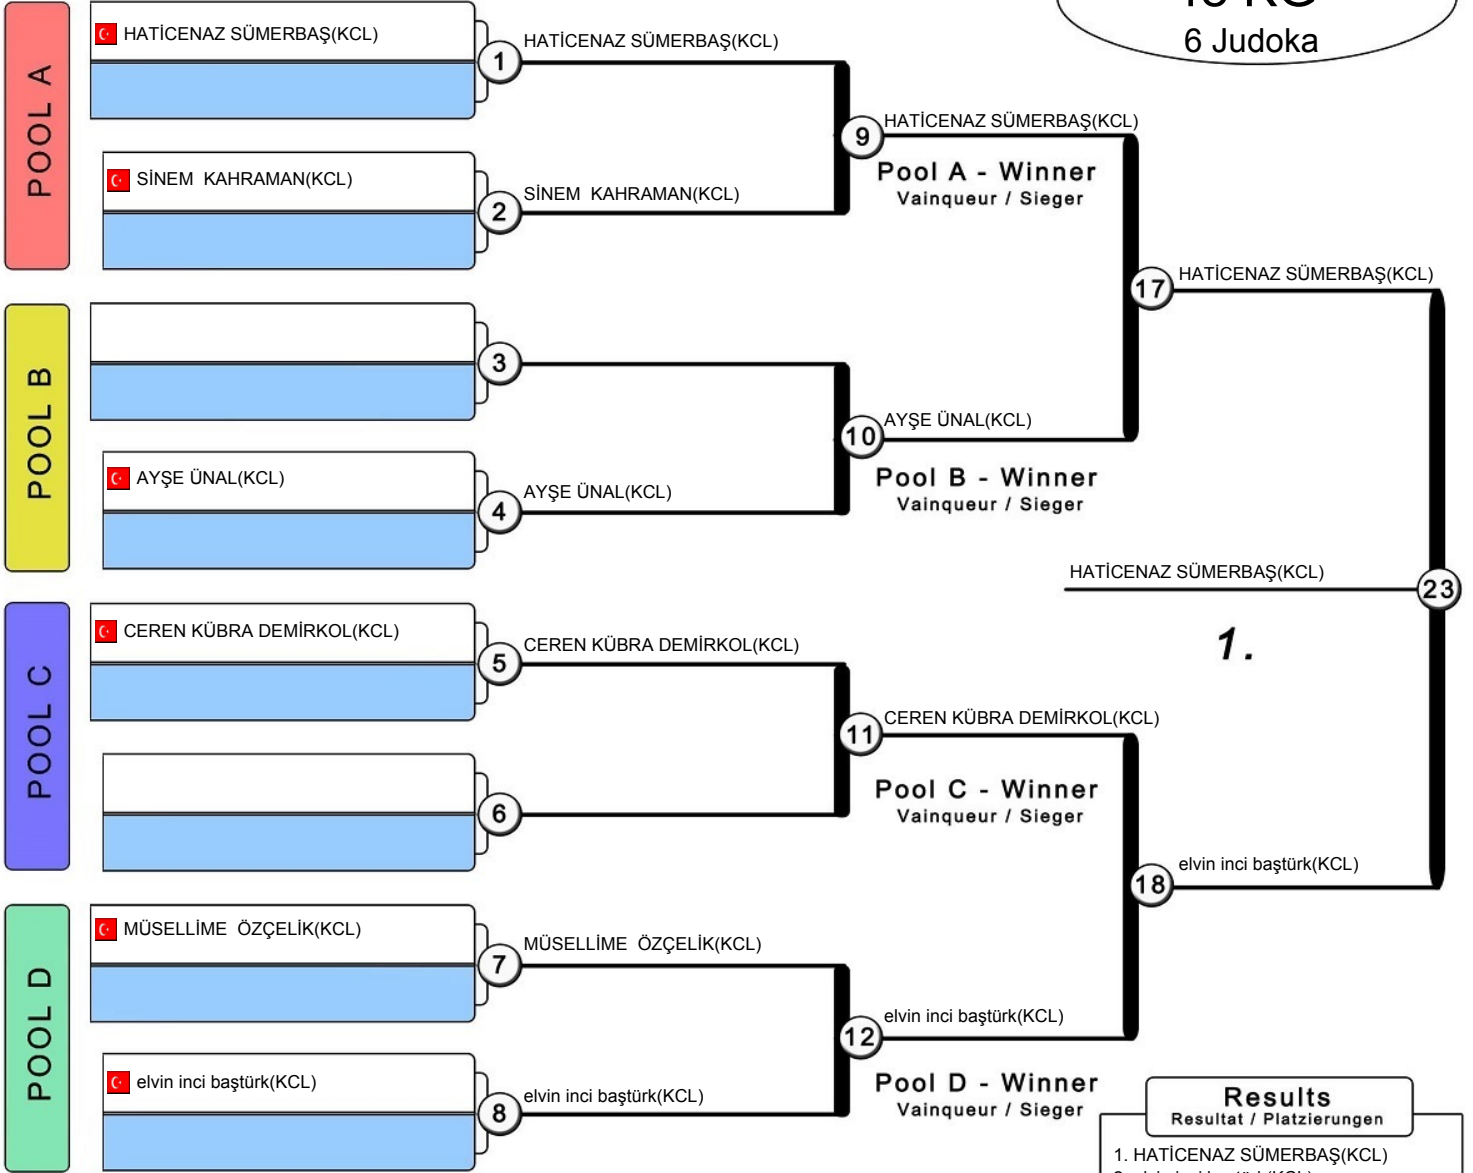 6 Judoka
POOL A
HATİCENAZ SÜMERBAŞ(KCL)
1
HATİCENAZ SÜMERBAŞ(KCL)
SİNEM KAHRAMAN(KCL)
2
SİNEM KAHRAMAN(KCL)
9
HATİCENAZ SÜMERBAŞ(KCL)
Pool A - Winner
Vainqueur / Sieger
17
HATİCENAZ SÜMERBAŞ(KCL)
POOL B
3
AYŞE ÜNAL(KCL)
4
AYŞE ÜNAL(KCL)
10
AYŞE ÜNAL(KCL)
Pool B - Winner
Vainqueur / Sieger
HATİCENAZ SÜMERBAŞ(KCL)
23
1.
POOL C
CEREN KÜBRA DEMİRKOL(KCL)
5
CEREN KÜBRA DEMİRKOL(KCL)
6
11
CEREN KÜBRA DEMİRKOL(KCL)
Pool C - Winner
Vainqueur / Sieger
18
elvin inci baştürk(KCL)
POOL D
MÜSELLİME ÖZÇELİK(KCL)
7
MÜSELLİME ÖZÇELİK(KCL)
elvin inci baştürk(KCL)
8
elvin inci baştürk(KCL)
12
elvin inci baştürk(KCL)
Pool D - Winner
Vainqueur / Sieger
Results
Resultat / Platzierungen
1. HATİCENAZ SÜMERBAŞ(KCL)